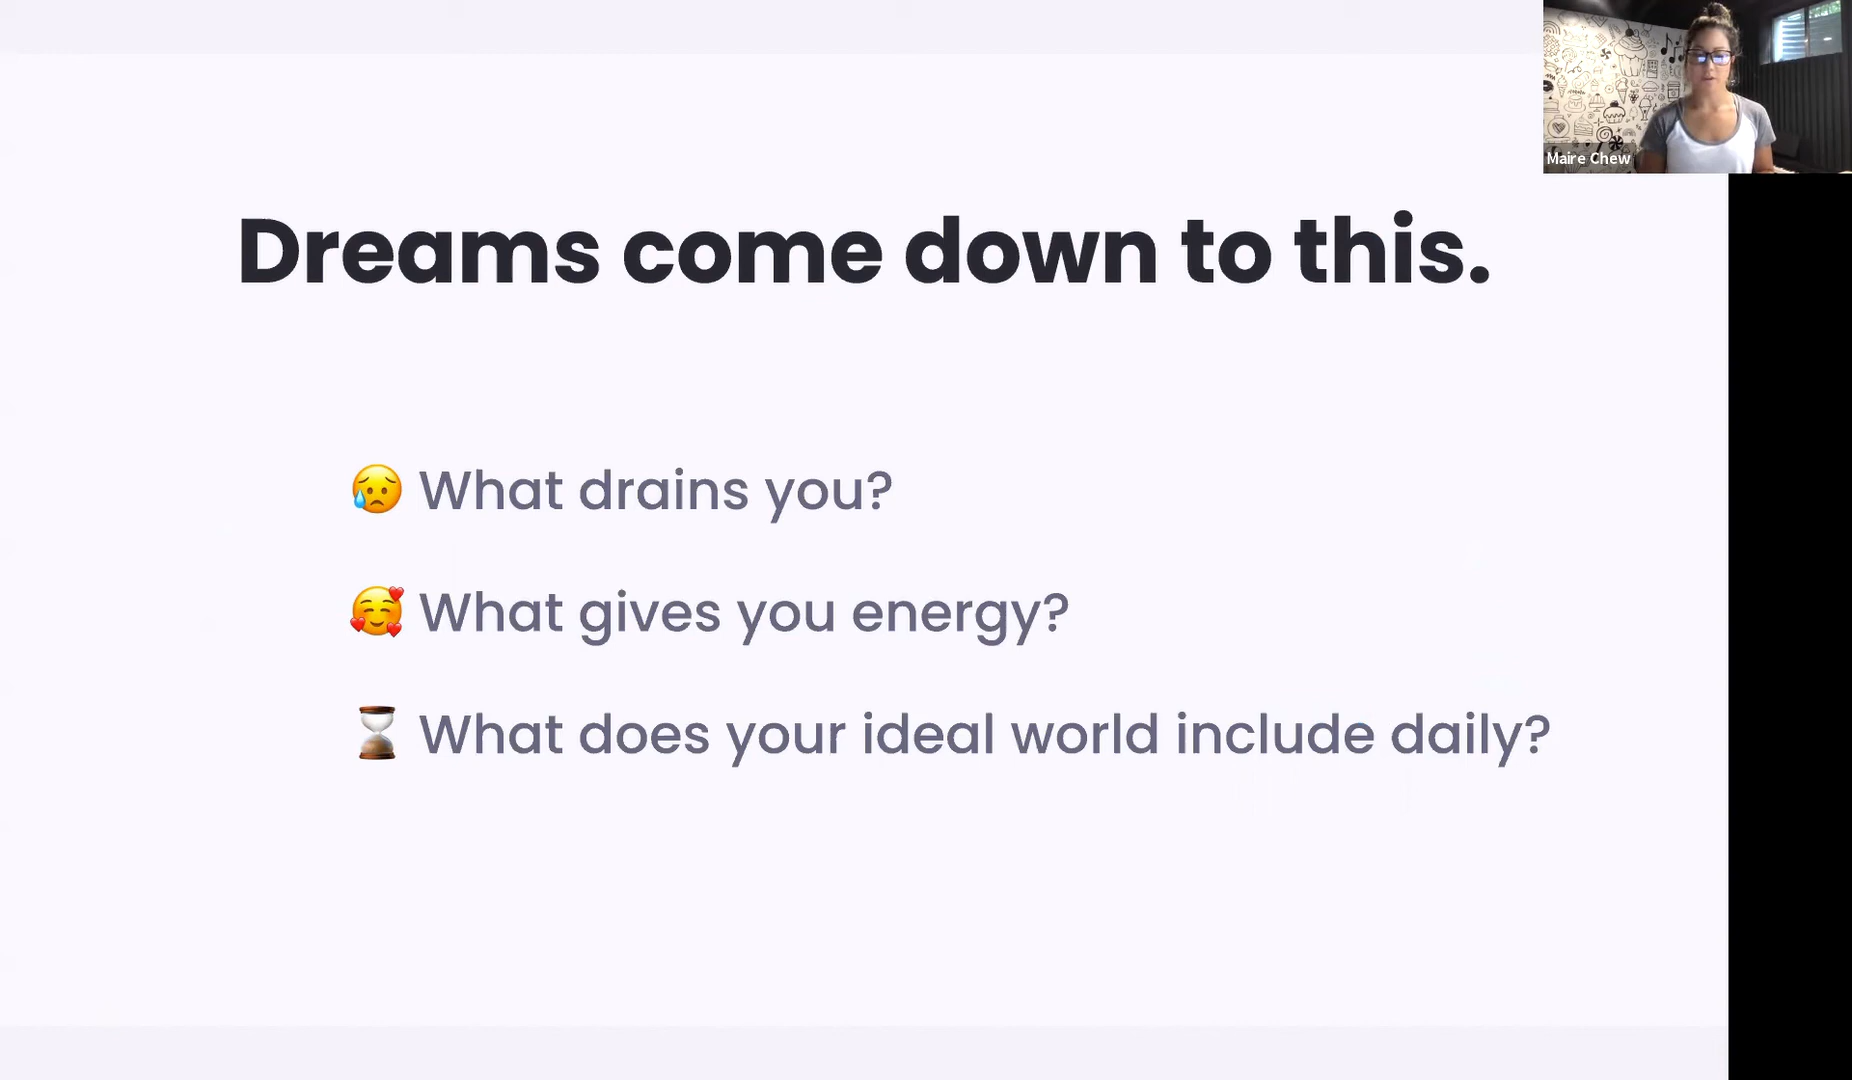 Maire Chew
Dreams come down to this.
😥 What drains you?
🥰 What gives you energy?
⏳ What does your ideal world include daily?